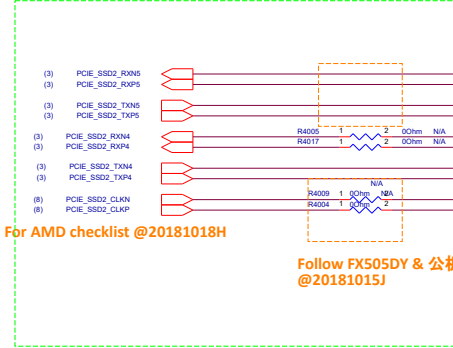 (3) PCIE_SSD2_RXN5
(3) PCIE_SSD2_RXP5
(3) PCIE_SSD2_TXN5
(3) PCIE_SSD2_TXP5
(3) PCIE_SSD2_RXN4 R4005 1 2 0Ohm N/A
(3) PCIE_SSD2_RXP4 R4017 1 2 0Ohm N/A
(3) PCIE_SSD2_TXN4
(3) PCIE_SSD2_TXP4
N/A
(8) PCIE_SSD2_CLKN R4009 1 0Ohm N/A 2
(8) PCIE_SSD2_CLKP R4004 1 0Ohm 2
For AMD checklist @20181018H
Follow FX505DY & 公板
@20181015J